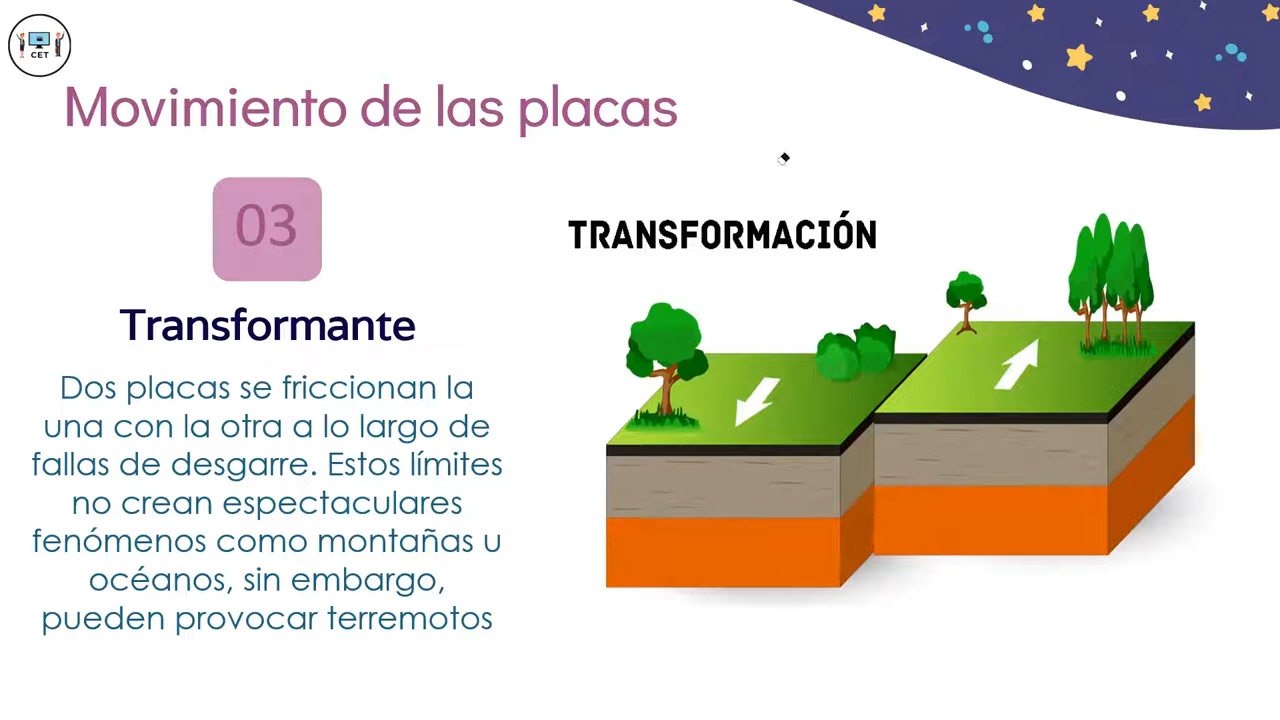 CET
Movimiento de las placas
03
Transformante
Dos placas se friccionan la
una con la otra a lo largo de
fallas de desgarre. Estos límites
no crean espectaculares
fenómenos como montañas u
océanos, sin embargo,
pueden provocar terremotos
TRANSFORMACIÓN